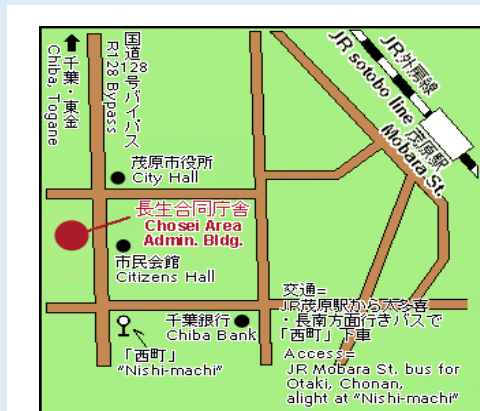 千葉・東金
Chiba, Togane
国道128号バイパス
R128 Bypass
JR外房線
JR sotobo line
茂原駅
Mobara St.
茂原市役所
City Hall
長生合同庁舎
Chosei Area
Admin. Bldg.
市民会館
Citizens Hall
千葉銀行
Chiba Bank
「西町」
"Nishi-machi"
交通=
JR茂原駅から大多喜
・長南方面行きバスで
「西町」下車
Access=
JR Mobara St. bus for
Otaki, Chonan,
alight at "Nishi-machi"